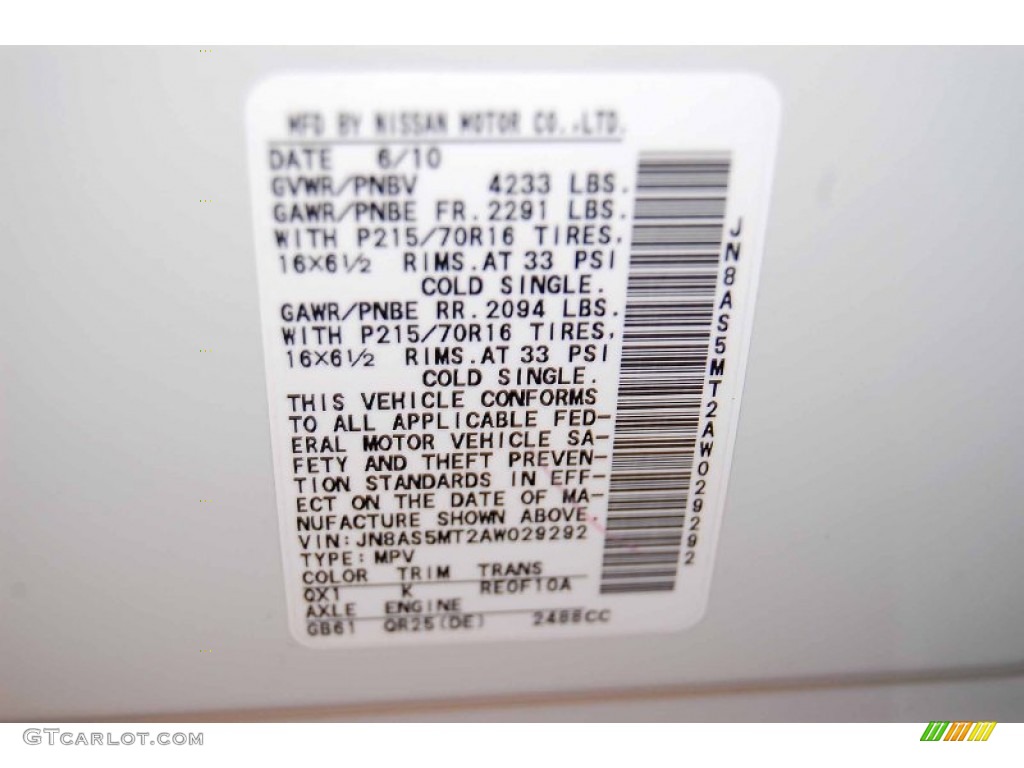 MFD BY NISSAN MOTOR CO.,LTD.
DATE 6/10
GVWR/PNBV 4233 LBS.
GAWR/PNBE FR. 2291 LBS.
WITH P215/70R16 TIRES,
16×6½ RIMS.AT 33 PSI
COLD SINGLE.
GAWR/PNBE RR. 2094 LBS.
WITH P215/70R16 TIRES,
16×6½ RIMS.AT 33 PSI
COLD SINGLE.
THIS VEHICLE CONFORMS
TO ALL APPLICABLE FED-
ERAL MOTOR VEHICLE SA-
FETY AND THEFT PREVEN-
TION STANDARDS IN EFF-
ECT ON THE DATE OF MA-
NUFACTURE SHOWN ABOVE.
VIN: JN8AS5MT2AW029292
TYPE: MPV
COLOR TRIM TRANS
QX1 K RE0F10A
AXLE ENGINE
GB61 QR25(DE) 2488CC
JN8AS5MT2AW029292
GTCarLot.com